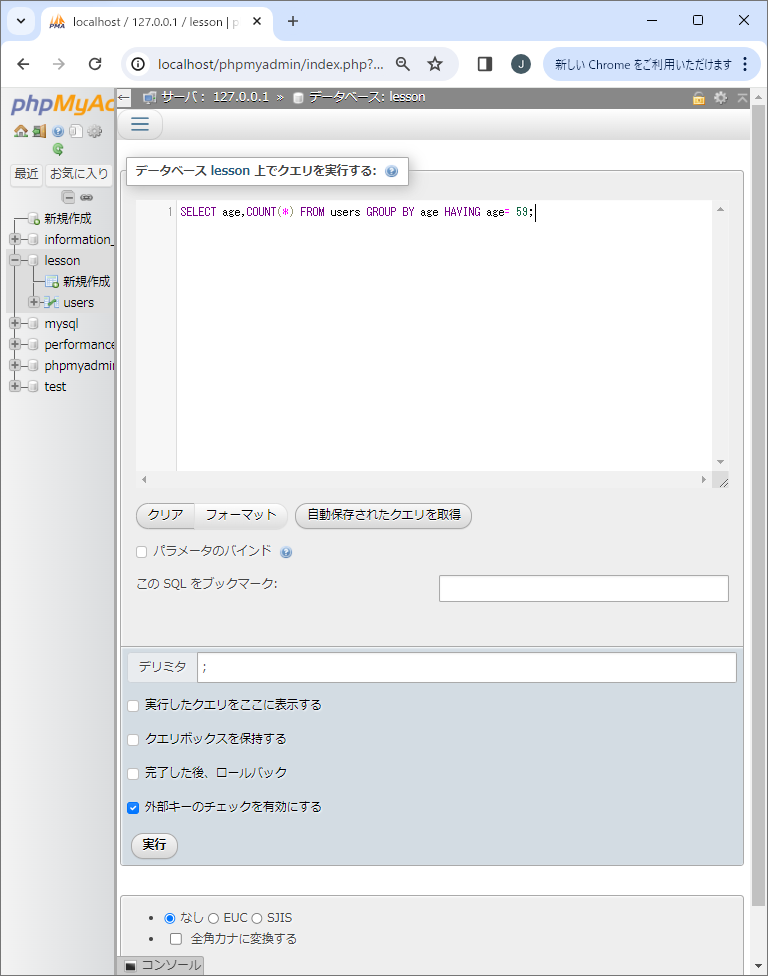 localhost / 127.0.0.1 / lesson | p
localhost/phpmyadmin/index.php?...
J
新しい Chrome をご利用いただけます
phpMyAd
サーバ: 127.0.0.1 » データベース: lesson
最近 お気に入り
新規作成
information_
lesson
新規作成
users
mysql
performance
phpmyadmin
test
データベース lesson 上でクエリを実行する:
1 SELECT age,COUNT(*) FROM users GROUP BY age HAVING age= 59;
クリア フォーマット 自動保存されたクエリを取得
パラメータのバインド
この SQL をブックマーク:
デリミタ ;
実行したクエリをここに表示する
クエリボックスを保持する
完了した後、ロールバック
外部キーのチェックを有効にする
実行
なし EUC SJIS
全角カナに変換する
コンソール